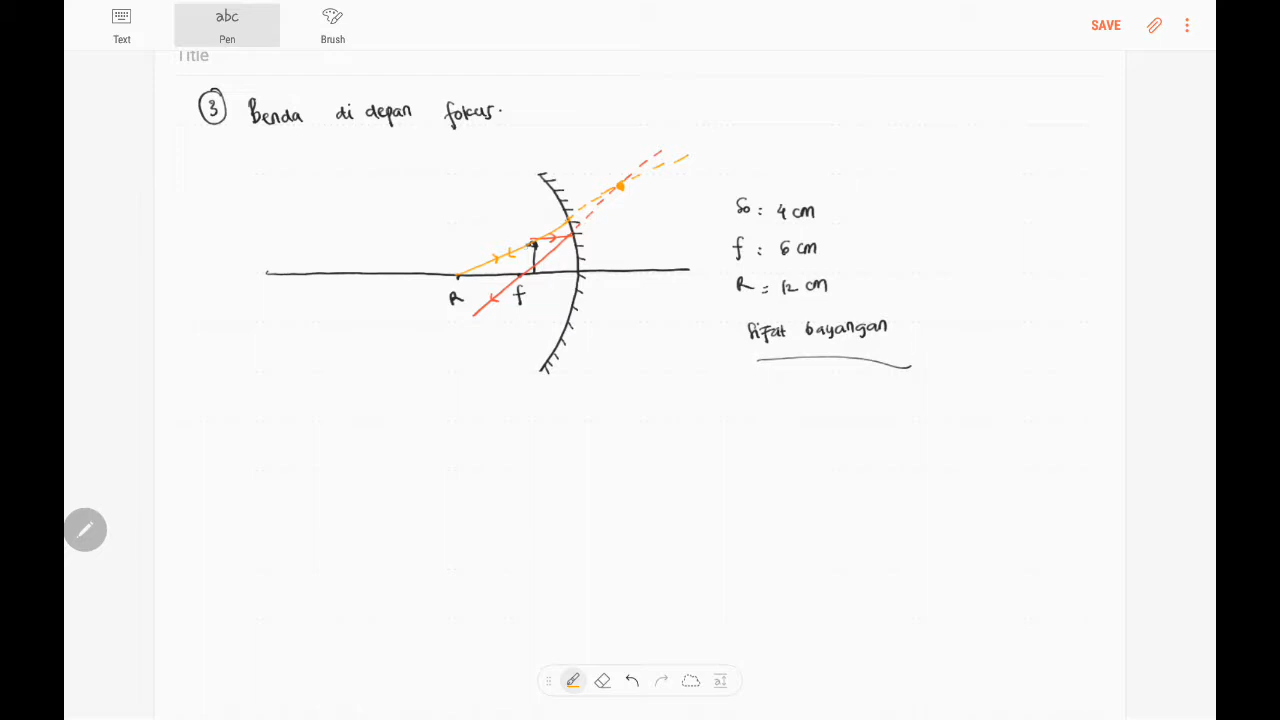 abc
Text
Pen
Brush
SAVE
Title
3 Benda di depan fokus.
So : 4 cm
f : 6 cm
R = 12 cm
Sifat bayangan
R
f